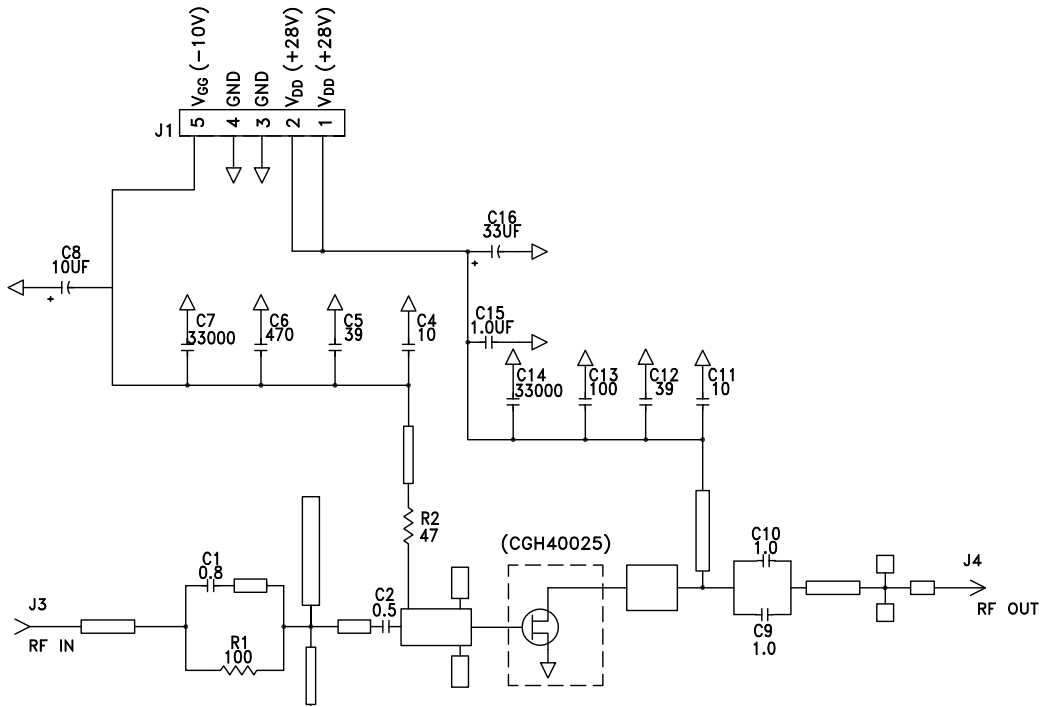 VGG (-10V)
GND
GND
VDD (+28V)
VDD (+28V)
J1
5
4
3
2
1
C16
33UF
+
C8
10UF
+
C7
33000
C6
470
C5
39
C4
10
C15
1.0UF
C14
33000
C13
100
C12
39
C11
10
R2
47
(CGH40025)
C10
1.0
C1
0.8
C2
0.5
J4
RF OUT
J3
RF IN
R1
100
C9
1.0